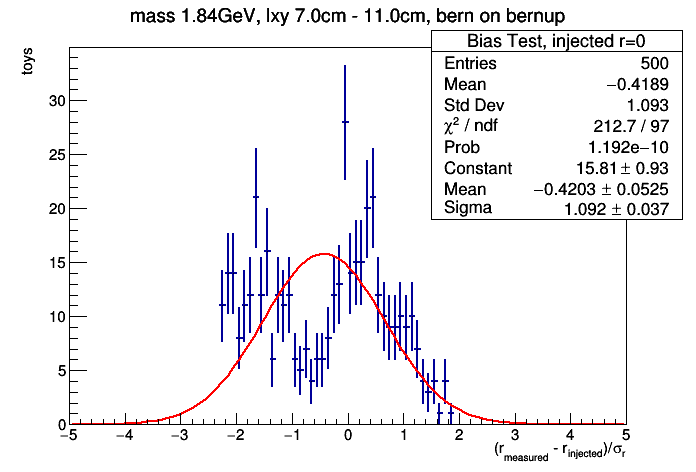 mass 1.84GeV, lxy 7.0cm - 11.0cm, bern on bernup
Bias Test, injected r=0
Entries 500
Mean −0.4189
Std Dev 1.093
χ² / ndf 212.7 / 97
Prob 1.192e−10
Constant 15.81 ± 0.93
Mean −0.4203 ± 0.0525
Sigma 1.092 ± 0.037
toys
30
25
20
15
10
5
0
−5 −4 −3 −2 −1 0 1 2 3 4 5
(r_measured - r_injected)/σ_r